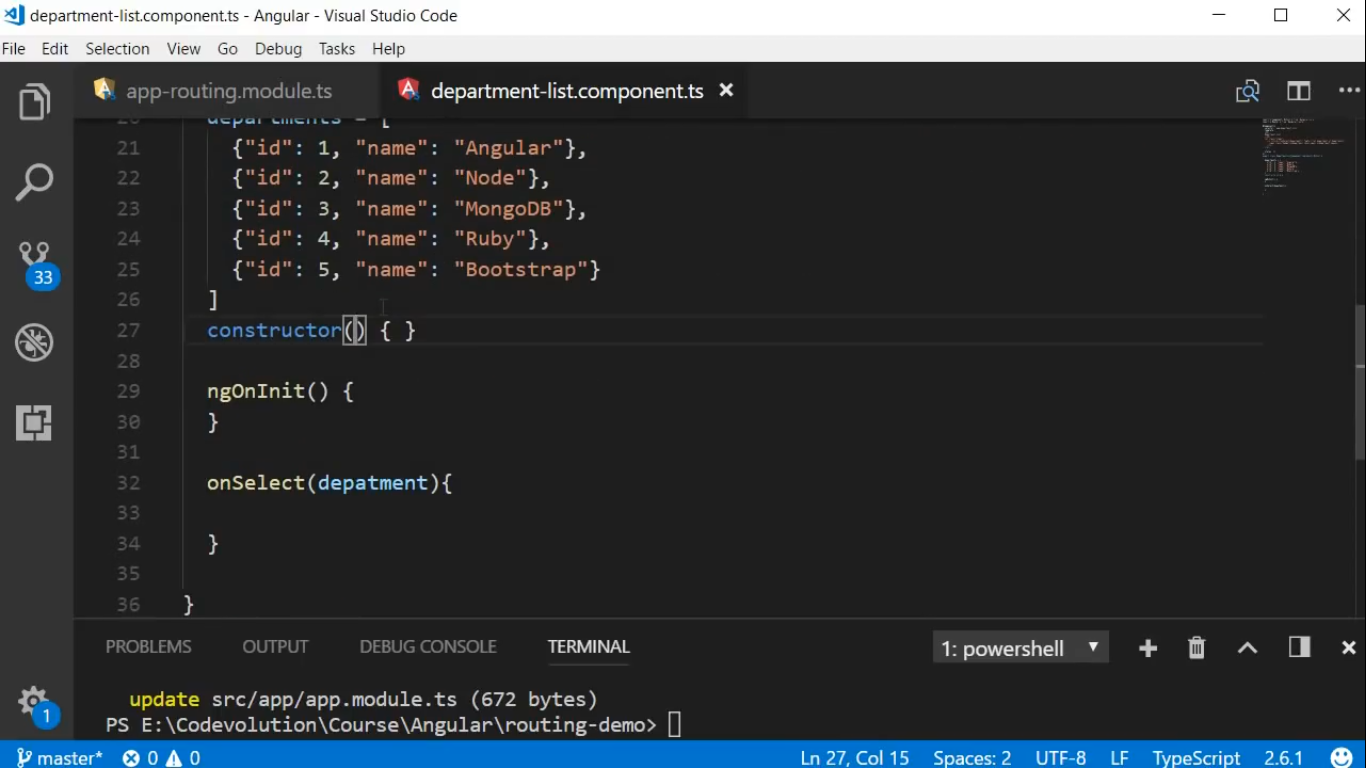 department-list.component.ts - Angular - Visual Studio Code
File Edit Selection View Go Debug Tasks Help
app-routing.module.ts department-list.component.ts
20 departments = [
21 {"id": 1, "name": "Angular"},
22 {"id": 2, "name": "Node"},
23 {"id": 3, "name": "MongoDB"},
24 {"id": 4, "name": "Ruby"},
25 {"id": 5, "name": "Bootstrap"}
26 ]
27 constructor() { }
28
29 ngOnInit() {
30 }
31
32 onSelect(depatment){
33
34 }
35
36 }
33
1
PROBLEMS OUTPUT DEBUG CONSOLE TERMINAL 1: powershell
update src/app/app.module.ts (672 bytes)
PS E:\Codevolution\Course\Angular\routing-demo>
master* 0 0 Ln 27, Col 15 Spaces: 2 UTF-8 LF TypeScript 2.6.1